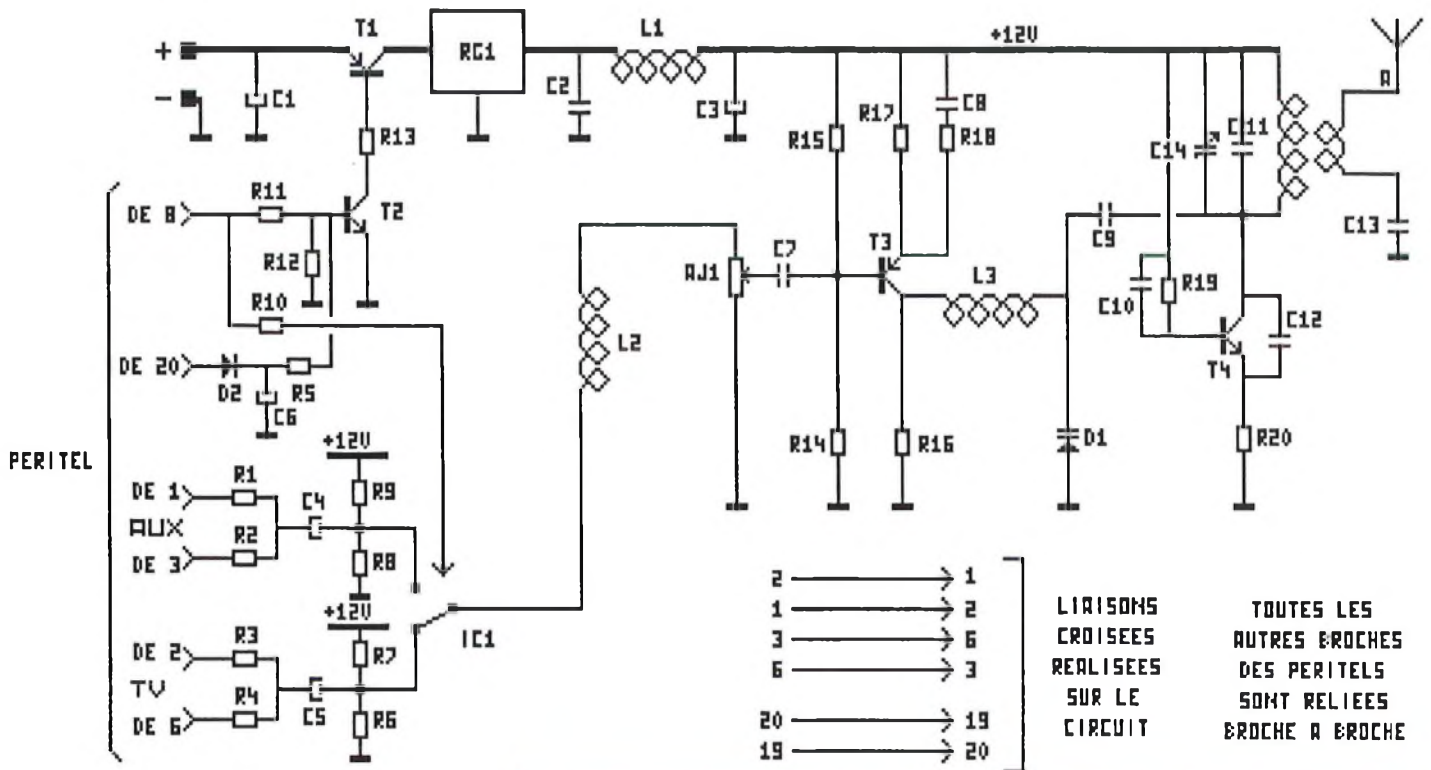 +
-
T1
RG1
L1
+12V
A
C1
C2
C3
R13
R15
R17
C8
R18
C14
C11
C13
PERITEL
DE 8
R11
T2
R12
R10
DE 20
D2
R5
C6
L2
AJ1
C7
T3
L3
C9
C10
R19
T4
C12
R14
R16
D1
R20
+12V
DE 1
R1
C4
R9
AUX
R2
DE 3
R8
+12V
IC1
DE 2
R3
R7
TV
R4
C5
R6
DE 6
2 1
1 2
3 6
6 3
20 19
19 20
LIAISONS
CROISEES
REALISEES
SUR LE
CIRCUIT
TOUTES LES
AUTRES BROCHES
DES PERITELS
SONT RELIEES
BROCHE A BROCHE